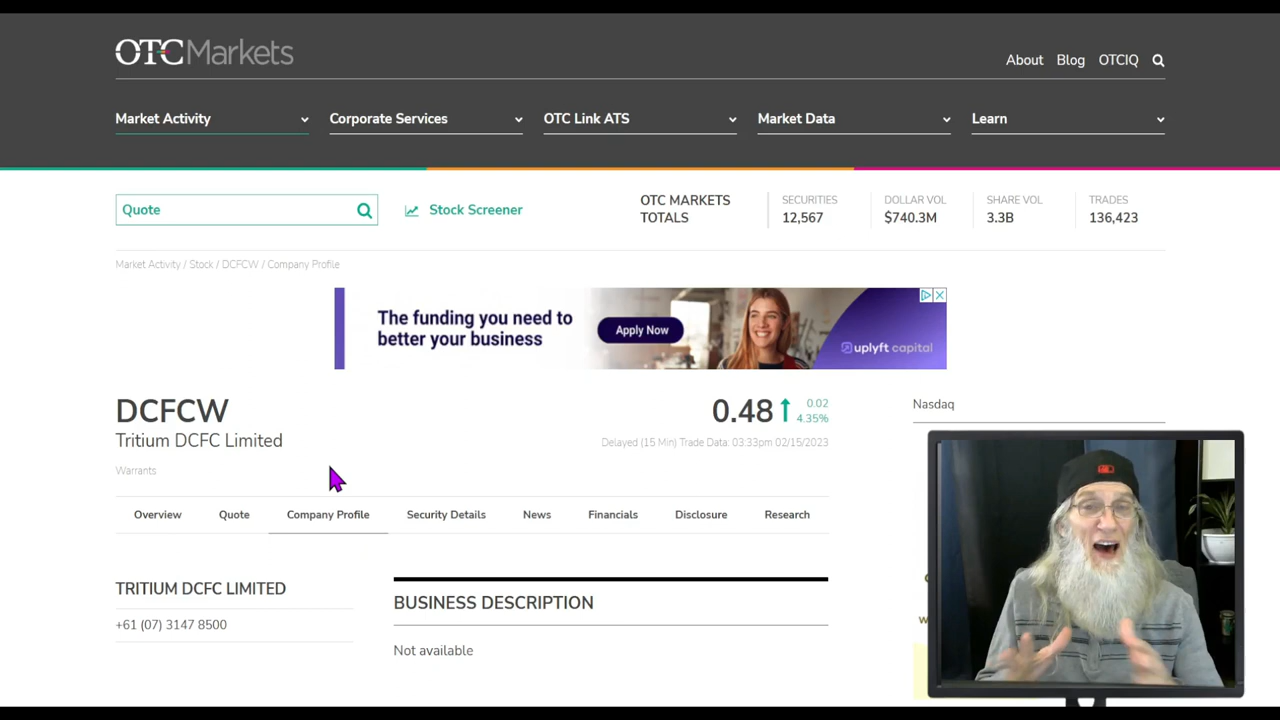 OTCMarkets
About Blog OTCIQ
Market Activity Corporate Services OTC Link ATS Market Data Learn
Quote
Stock Screener
OTC MARKETS TOTALS
SECURITIES
12,567
DOLLAR VOL
$740.3M
SHARE VOL
3.3B
TRADES
136,423
Market Activity / Stock / DCFCW / Company Profile
The funding you need to
better your business
Apply Now
uplyft capital
DCFCW
0.48
0.02
4.35%
Tritium DCFC Limited
Delayed (15 Min) Trade Data: 03:33pm 02/15/2023
Warrants
Nasdaq
Overview Quote Company Profile Security Details News Financials Disclosure Research
TRITIUM DCFC LIMITED
+61 (07) 3147 8500
BUSINESS DESCRIPTION
Not available